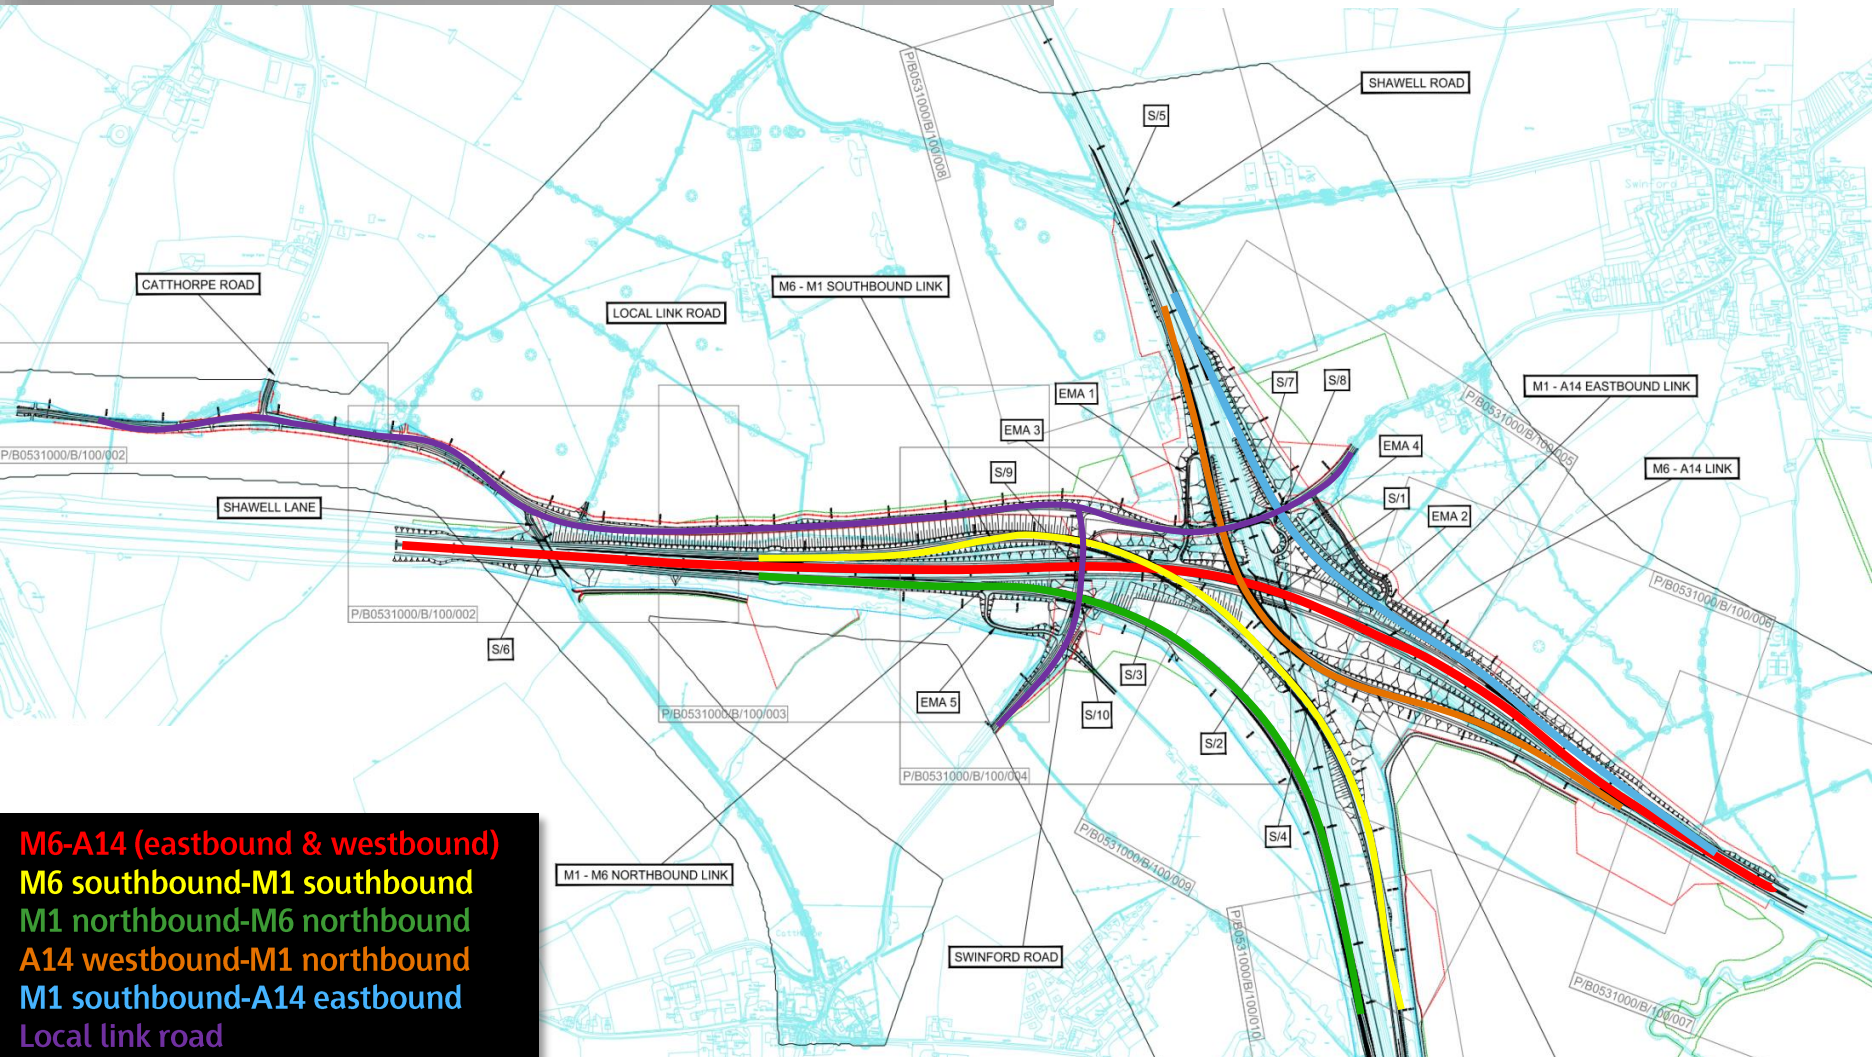 P/B0531000/B/100/008
SHAWELL ROAD
S/5
Swinford
CATTHORPE ROAD
M6 - M1 SOUTHBOUND LINK
LOCAL LINK ROAD
EMA 1
S/7
S/8
M1 - A14 EASTBOUND LINK
P/B0531000/B/100/005
EMA 3
EMA 4
P/B0531000/B/100/002
S/9
M6 - A14 LINK
SHAWELL LANE
S/1
EMA 2
P/B0531000/B/100/002
P/B0531000/B/100/006
S/6
S/3
EMA 5
P/B0531000/B/100/003
S/10
S/2
P/B0531000/B/100/004
S/4
P/B0531000/B/100/009
M1 - M6 NORTHBOUND LINK
Catthorpe
SWINFORD ROAD
P/B0531000/B/100/010
P/B0531000/B/100/007
M6-A14 (eastbound & westbound)
M6 southbound-M1 southbound
M1 northbound-M6 northbound
A14 westbound-M1 northbound
M1 southbound-A14 eastbound
Local link road